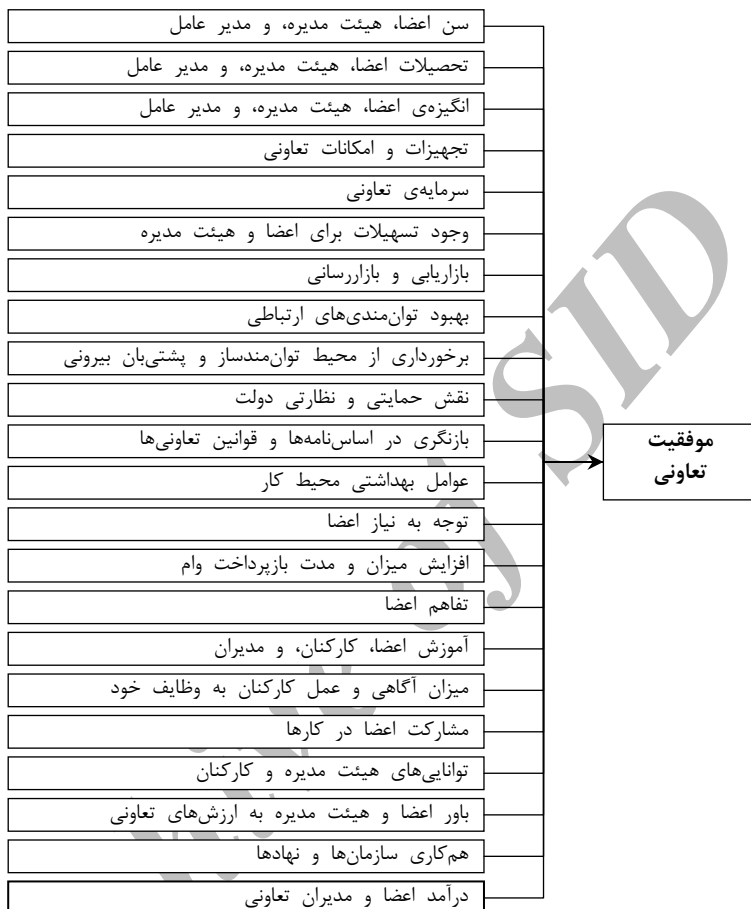 سن اعضا، هیئت مدیره، و مدیر عامل
تحصیلات اعضا، هیئت مدیره، و مدیر عامل
انگیزه‌ی اعضا، هیئت مدیره، و مدیر عامل
تجهیزات و امکانات تعاونی
سرمایه‌ی تعاونی
وجود تسهیلات برای اعضا و هیئت مدیره
بازاریابی و بازاررسانی
بهبود توان‌مندی‌های ارتباطی
برخورداری از محیط توان‌مندساز و پشتی‌بان بیرونی
نقش حمایتی و نظارتی دولت
بازنگری در اساس‌نامه‌ها و قوانین تعاونی‌ها
عوامل بهداشتی محیط کار
توجه به نیاز اعضا
افزایش میزان و مدت بازپرداخت وام
تفاهم اعضا
آموزش اعضا، کارکنان، و مدیران
میزان آگاهی و عمل کارکنان به وظایف خود
مشارکت اعضا در کارها
توانایی‌های هیئت مدیره و کارکنان
باور اعضا و هیئت مدیره به ارزش‌های تعاونی
هم‌کاری سازمان‌ها و نهادها
درآمد اعضا و مدیران تعاونی
موفقیت
تعاونی
of SID